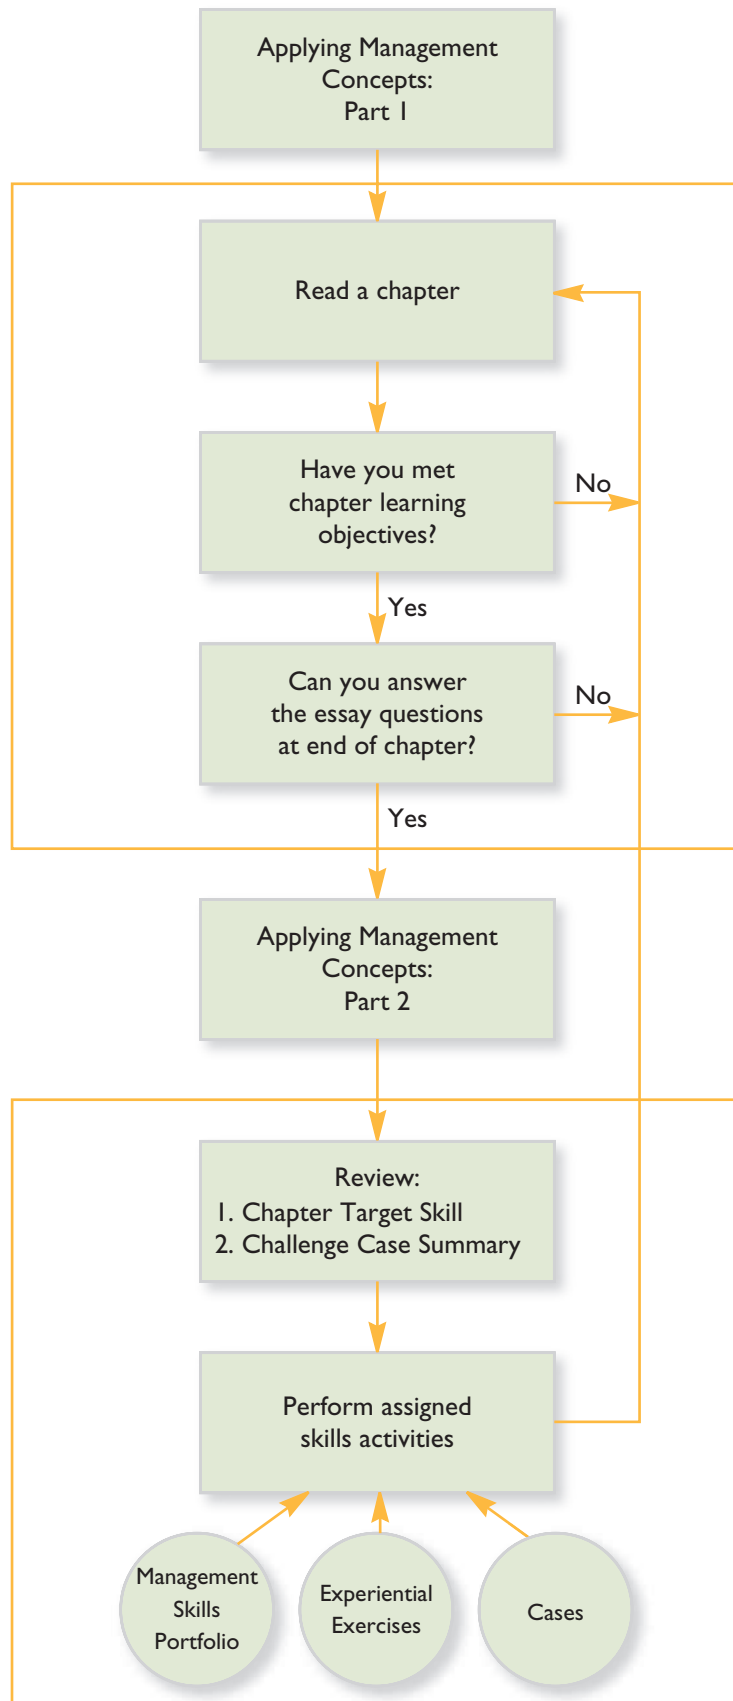 Applying Management
Concepts:
Part 1
Read a chapter
Have you met
chapter learning
objectives?
No
Yes
Can you answer
the essay questions
at end of chapter?
No
Yes
Applying Management
Concepts:
Part 2
Review:
1. Chapter Target Skill
2. Challenge Case Summary
Perform assigned
skills activities
Management
Skills
Portfolio
Experiential
Exercises
Cases